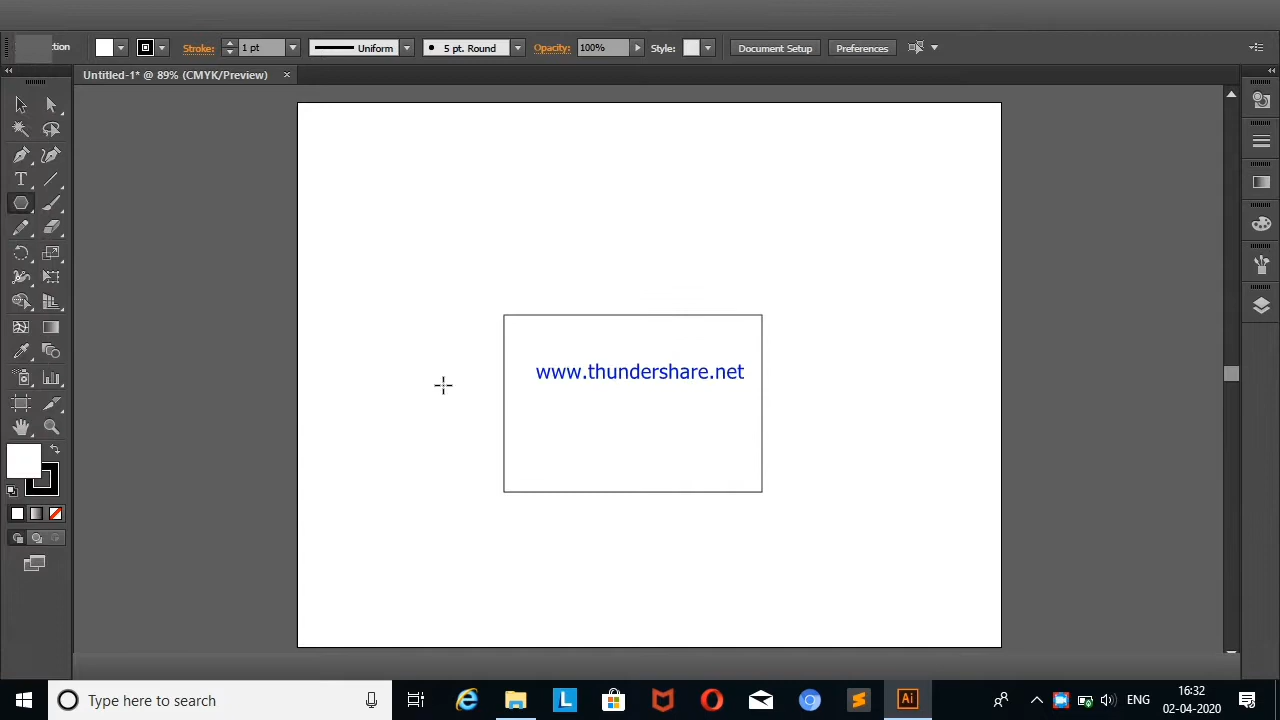 tion
Stroke: 1 pt Uniform 5 pt. Round Opacity: 100% Style: Document Setup Preferences
Untitled-1* @ 89% (CMYK/Preview) ×
T
www.thundershare.net
Type here to search
L
Ai
ENG
16:32
02-04-2020